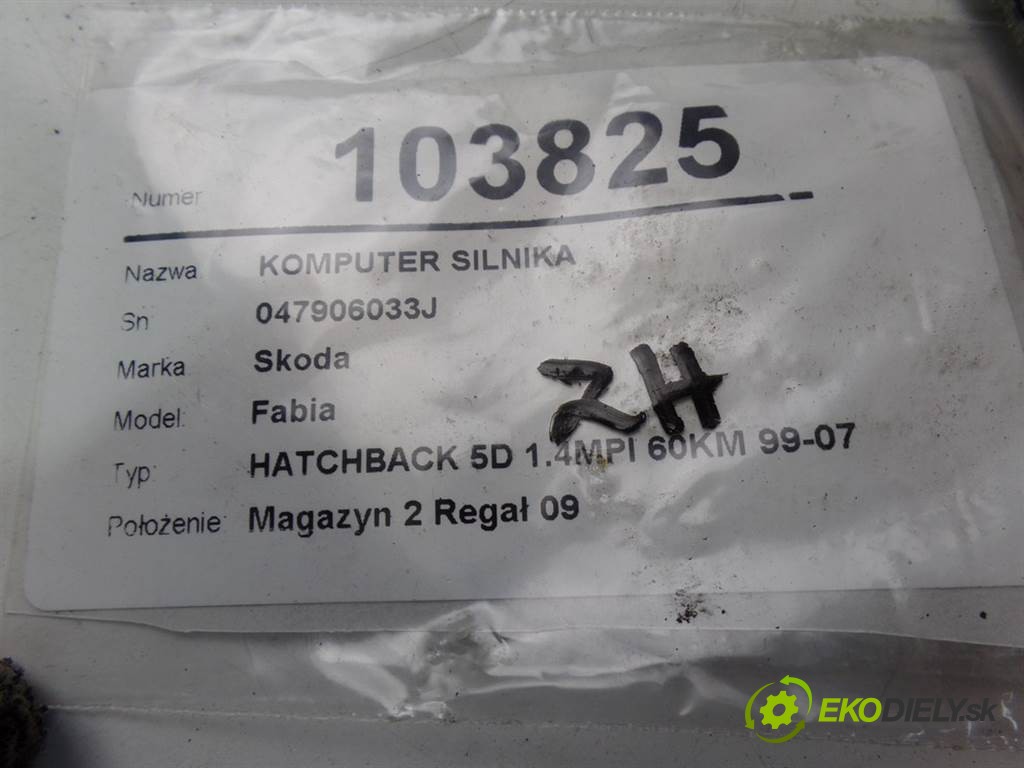 Numer 103825
Nazwa KOMPUTER SILNIKA
Sn 047906033J
Marka Skoda
Model: Fabia
ZH
Typ: HATCHBACK 5D 1.4MPI 60KM 99-07
Położenie: Magazyn 2 Regał 09
EKODIELY.sk